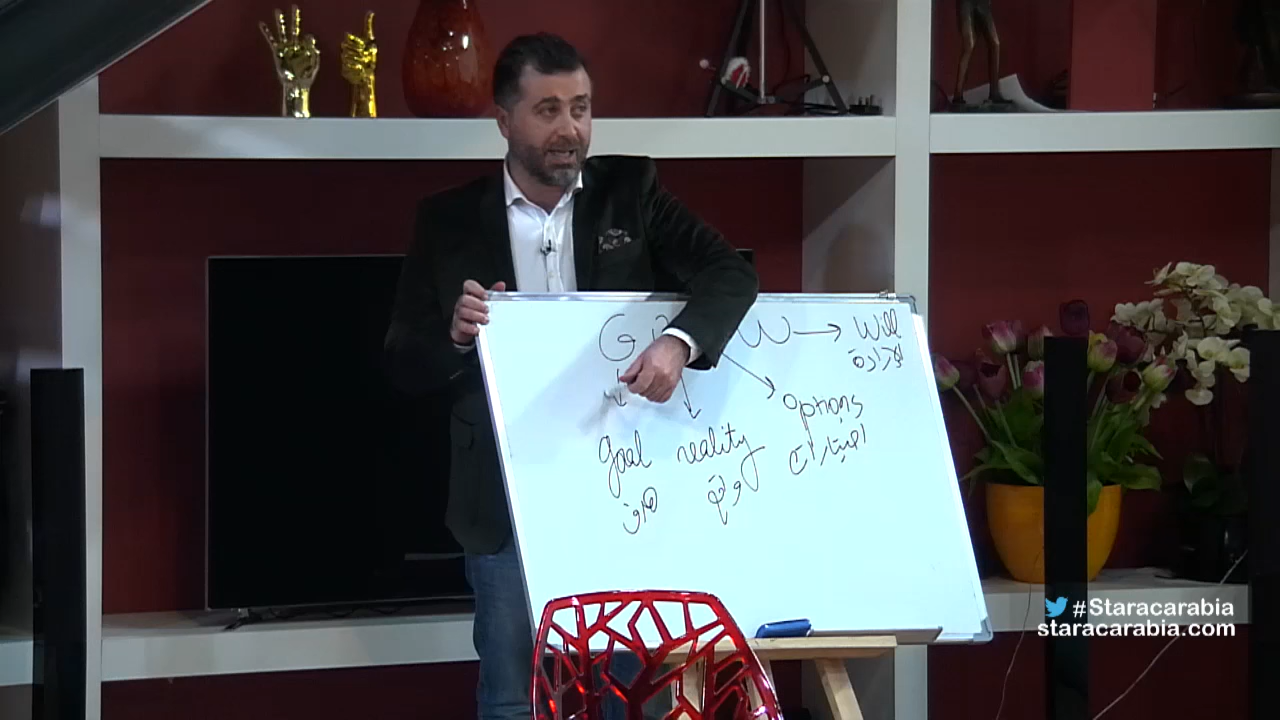 G W → Will
الإرادة
options
goal reality
اختيارات
هدف واقع
#Staracarabia
staracarabia.com